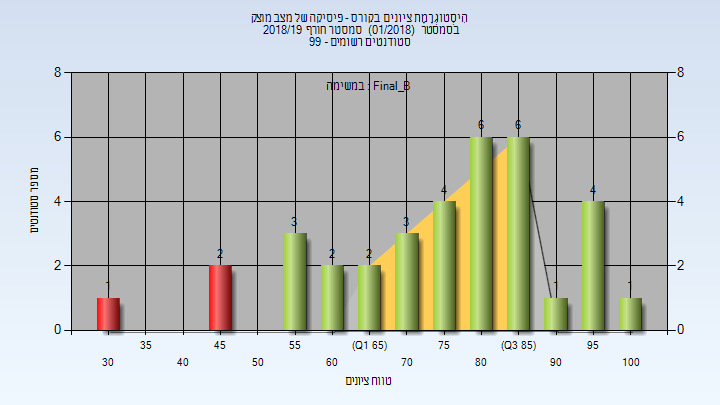 היסטוגרמת ציונים בקורס - פיסיקה של מצב מוצק
בסמסטר (01/2018) סמסטר חורף 2018/19
סטודנטים רשומים - 99
במשימה : Final_B
8 8
6 6
4 4
2 2
0 0
מספר סטודנטים
1 2 3 2 2 3 4 6 6 1 4 1
35 45 55 (Q1 65) 75 (Q3 85) 95
30 40 50 60 70 80 90 100
טווח ציונים